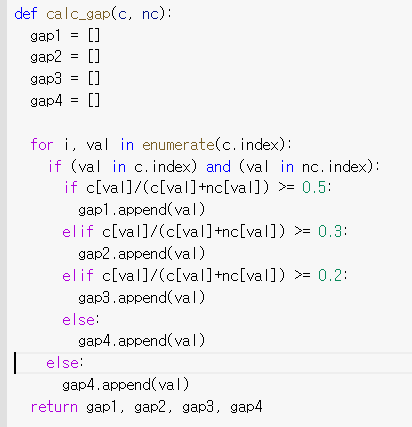 def calc_gap(c, nc):
  gap1 = []
  gap2 = []
  gap3 = []
  gap4 = []

  for i, val in enumerate(c.index):
    if (val in c.index) and (val in nc.index):
      if c[val]/(c[val]+nc[val]) >= 0.5:
        gap1.append(val)
      elif c[val]/(c[val]+nc[val]) >= 0.3:
        gap2.append(val)
      elif c[val]/(c[val]+nc[val]) >= 0.2:
        gap3.append(val)
      else:
        gap4.append(val)
    else:
      gap4.append(val)
  return gap1, gap2, gap3, gap4